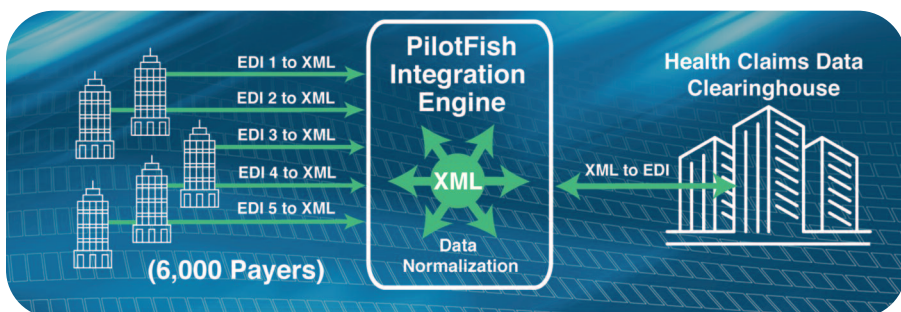 EDI 1 to XML
EDI 2 to XML
EDI 3 to XML
EDI 4 to XML
EDI 5 to XML
(6,000 Payers)
PilotFish
Integration
Engine
XML
Data
Normalization
XML to EDI
Health Claims Data
Clearinghouse